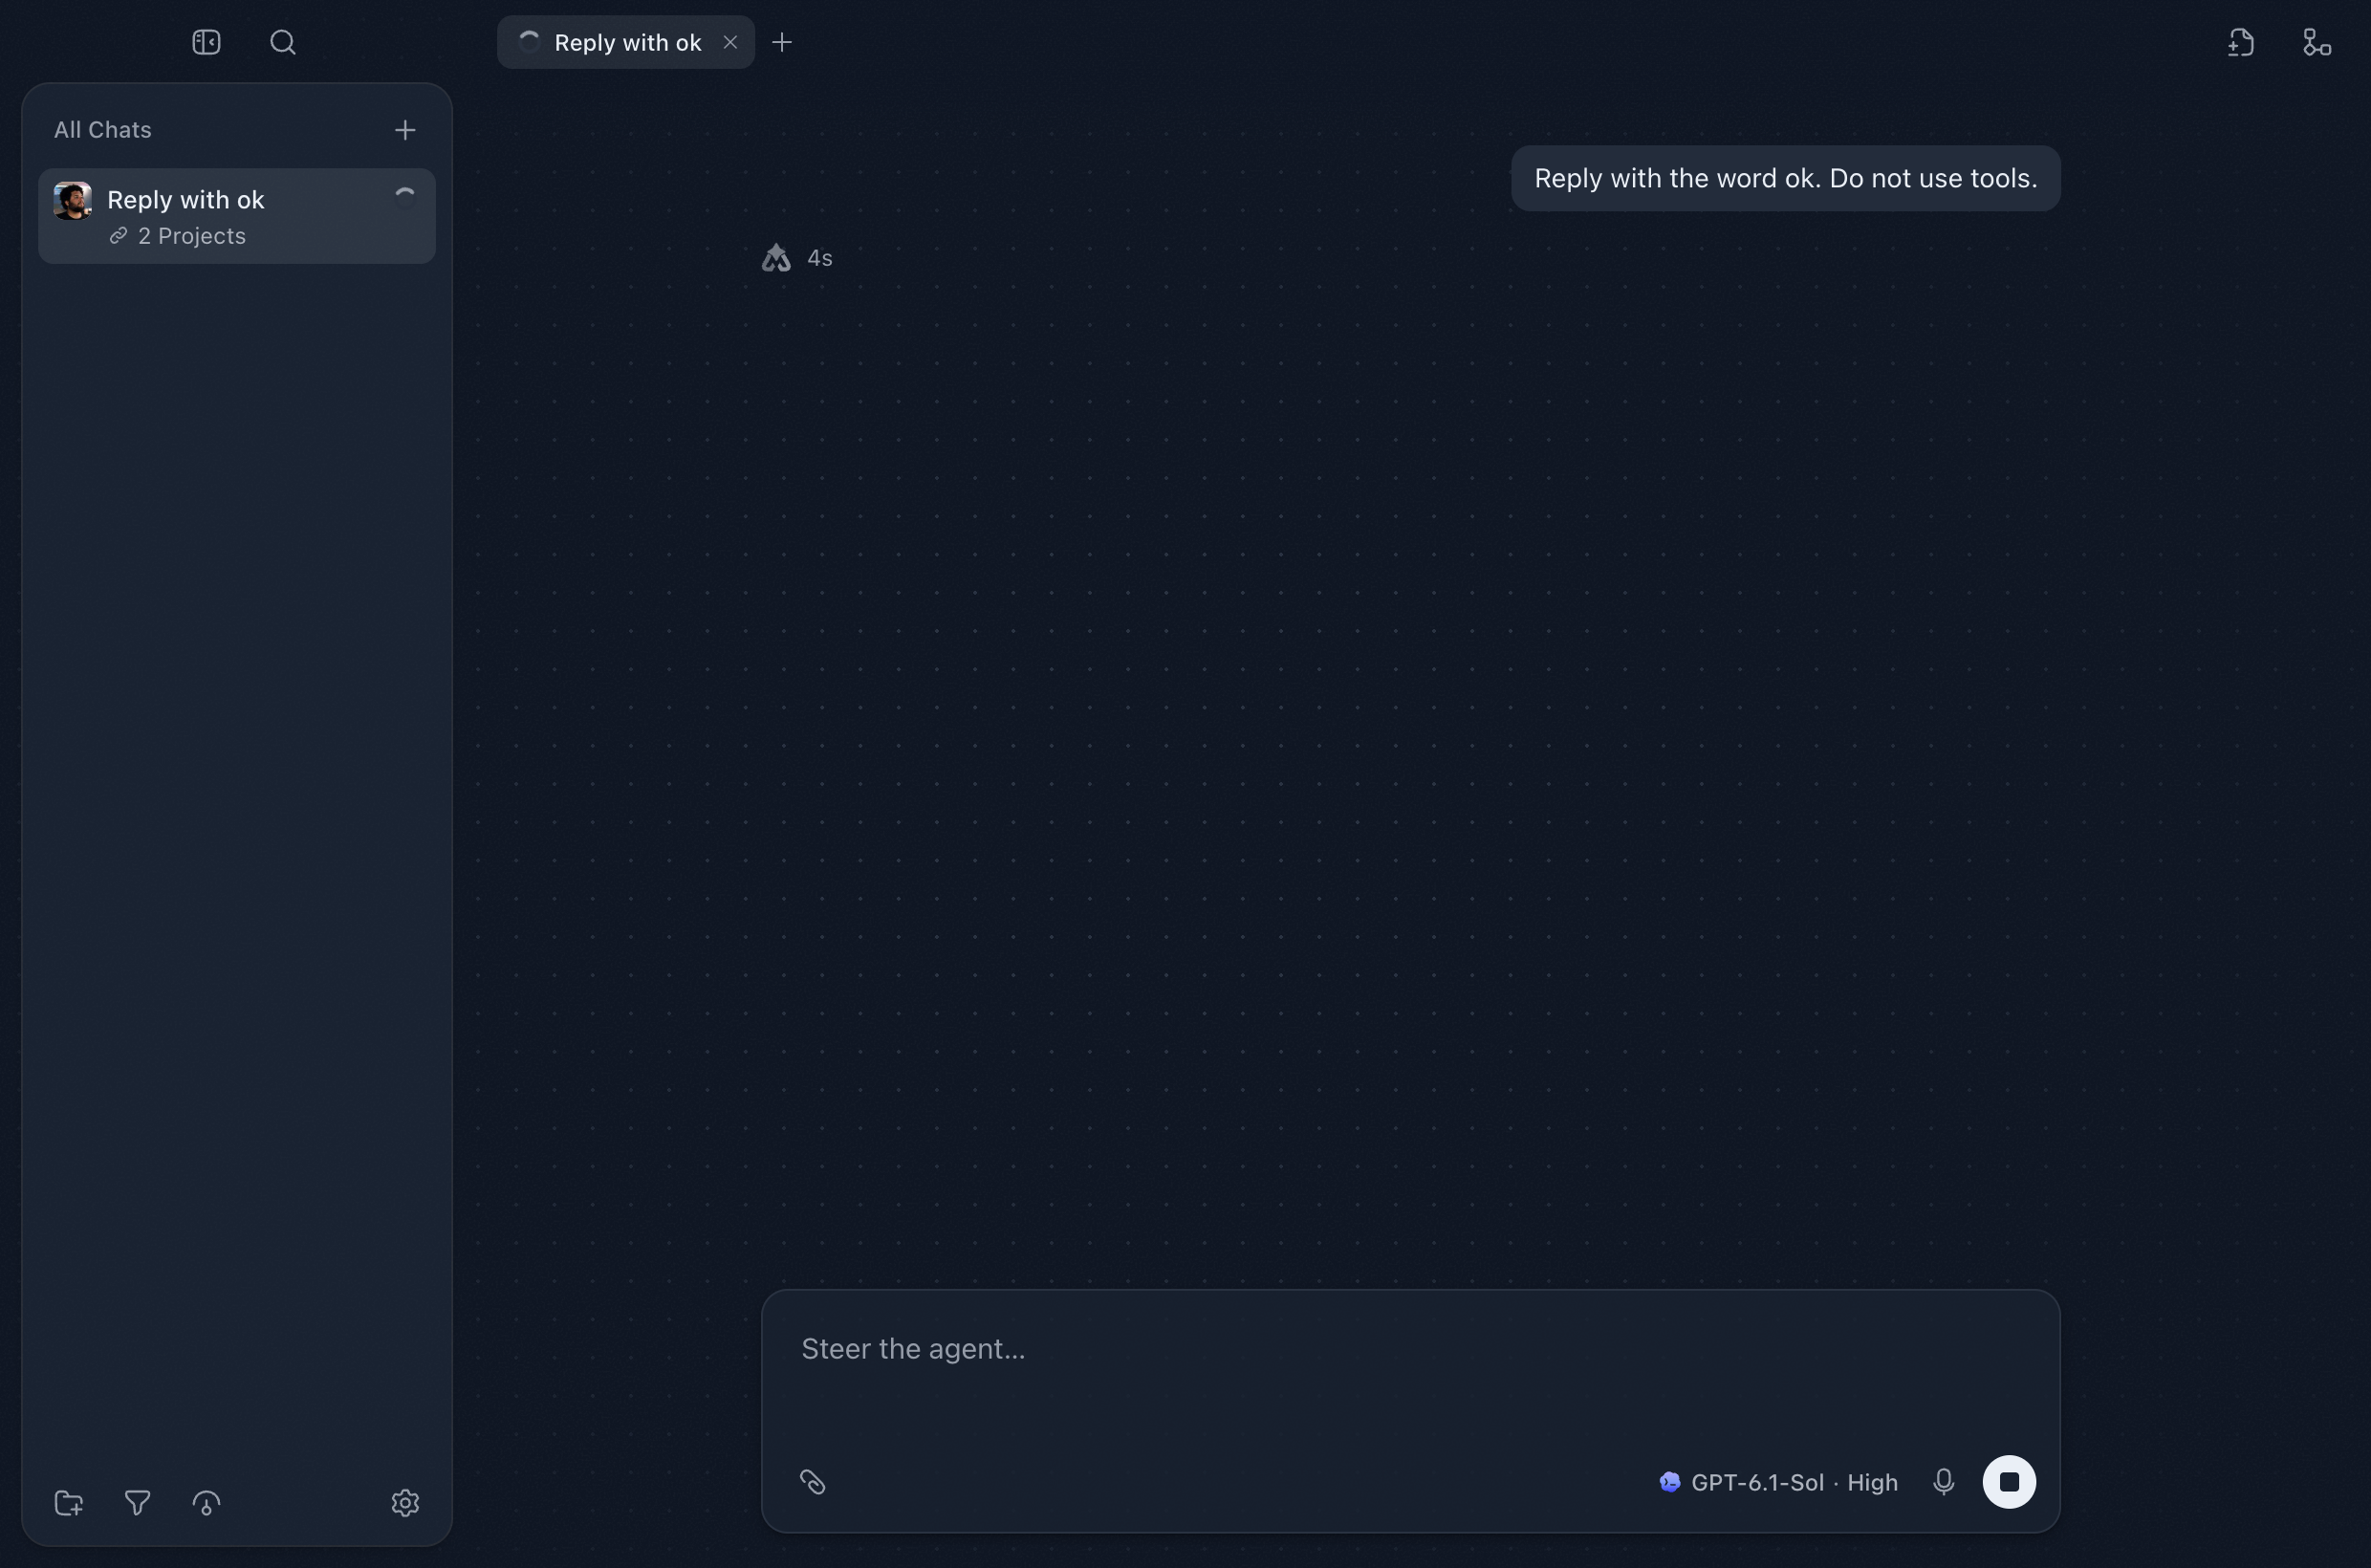 Reply with ok
All Chats
Reply with ok
2 Projects
Reply with the word ok. Do not use tools.
4s
Steer the agent...
GPT-6.1-Sol · High